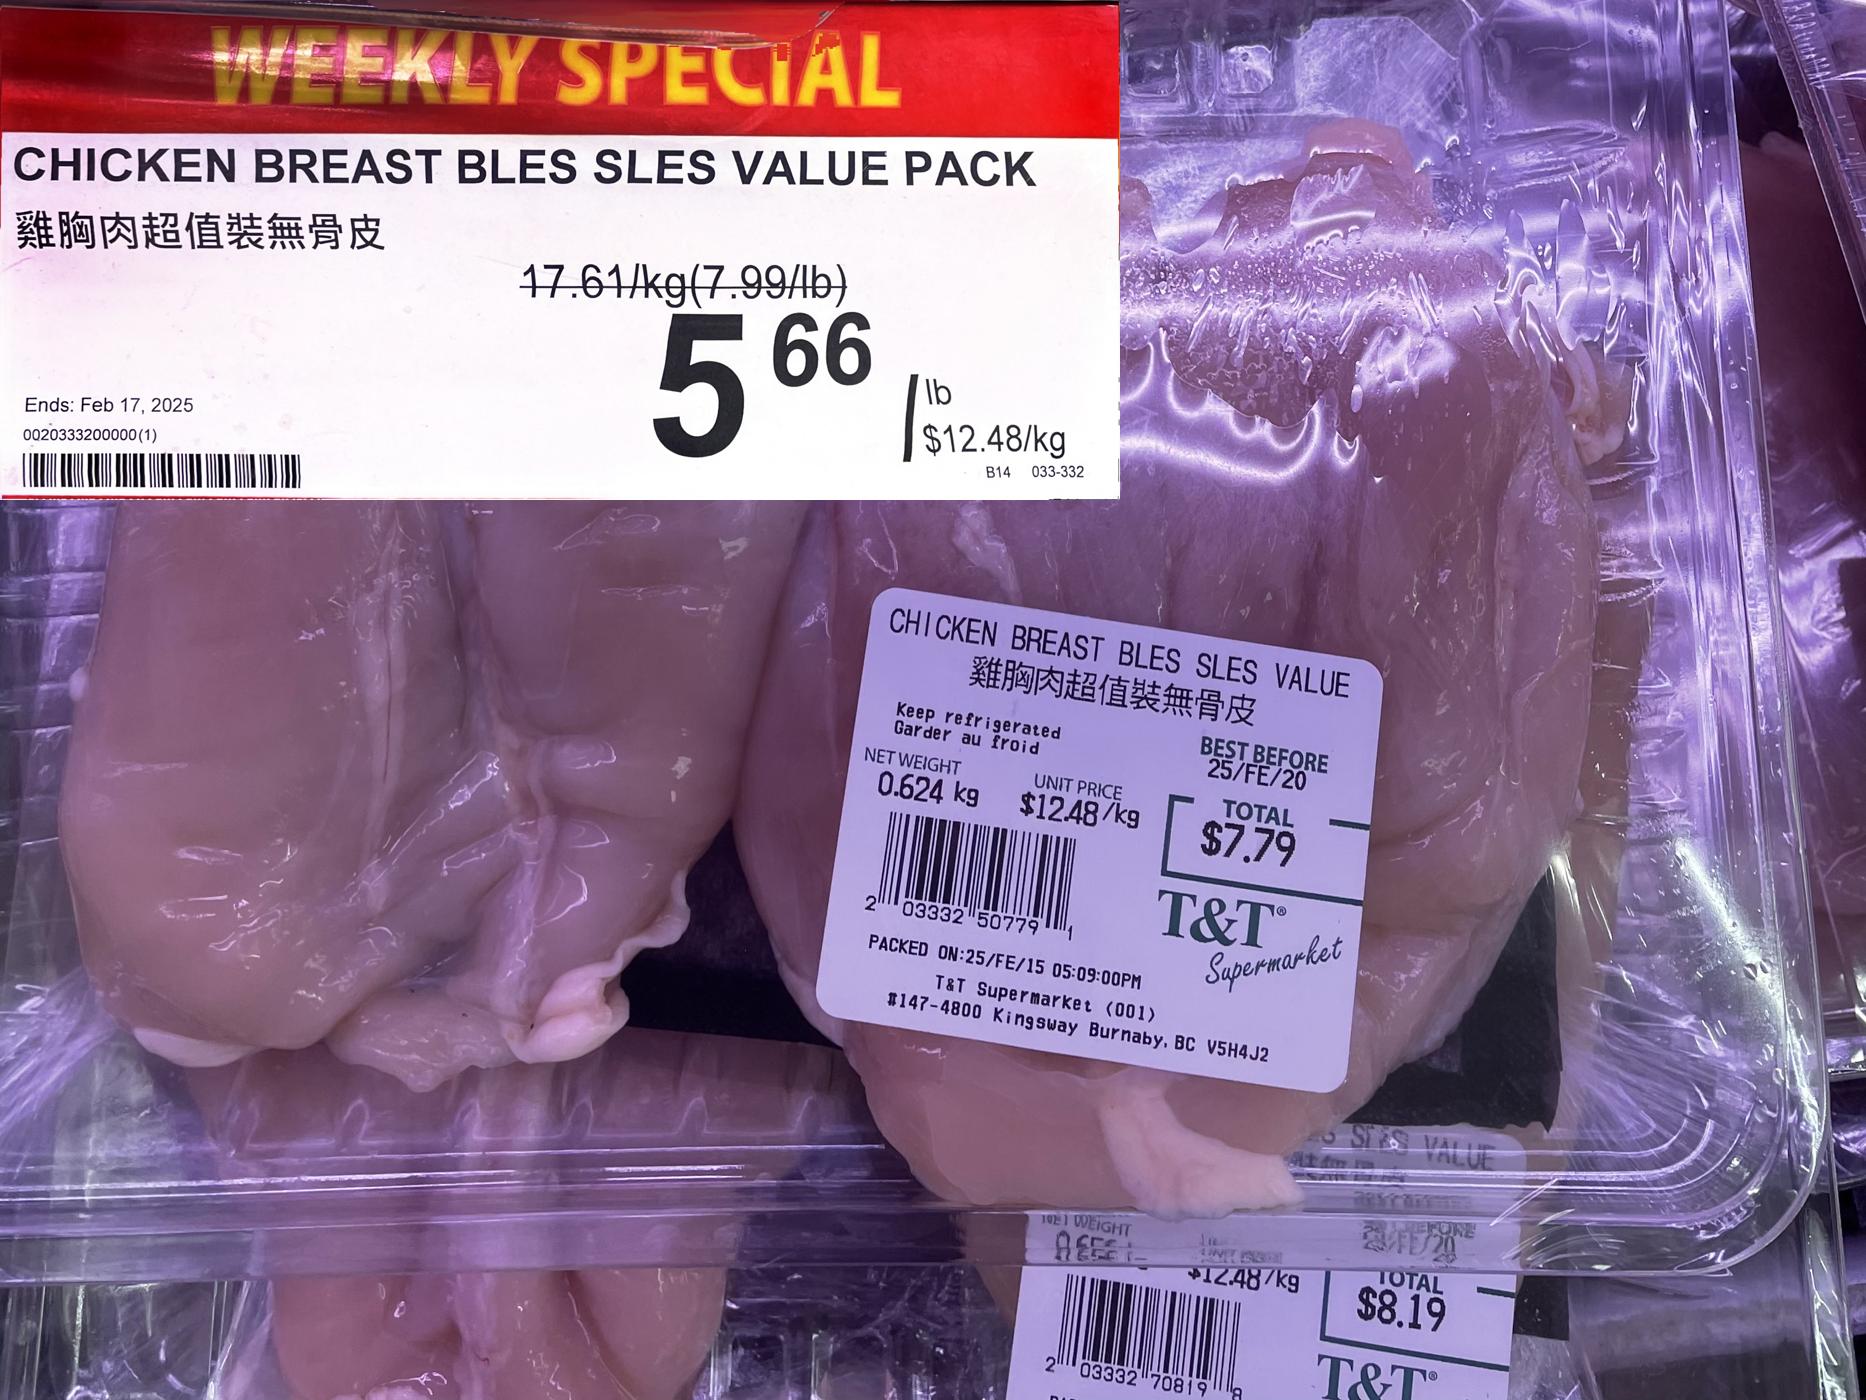 WEEKLY SPECIAL
CHICKEN BREAST BLES SLES VALUE PACK
雞胸肉超值裝無骨皮
17.61/kg(7.99/lb)
5 66 /lb
$12.48/kg
Ends: Feb 17, 2025
0020333200000(1)
B14 033-332
CHICKEN BREAST BLES SLES VALUE
雞胸肉超值裝無骨皮
Keep refrigerated
Garder au froid
BEST BEFORE
25/FE/20
NET WEIGHT
0.624 kg
UNIT PRICE
$12.48/kg
TOTAL
$7.79
2 03332 50779 1
T&T®
Supermarket
PACKED ON:25/FE/15 05:09:00PM
T&T Supermarket (001)
#147-4800 Kingsway Burnaby, BC V5H4J2
SLES VALUE
NET WEIGHT
$12.48/kg
TOTAL
$8.19
2 03332 70819 8
T&T®